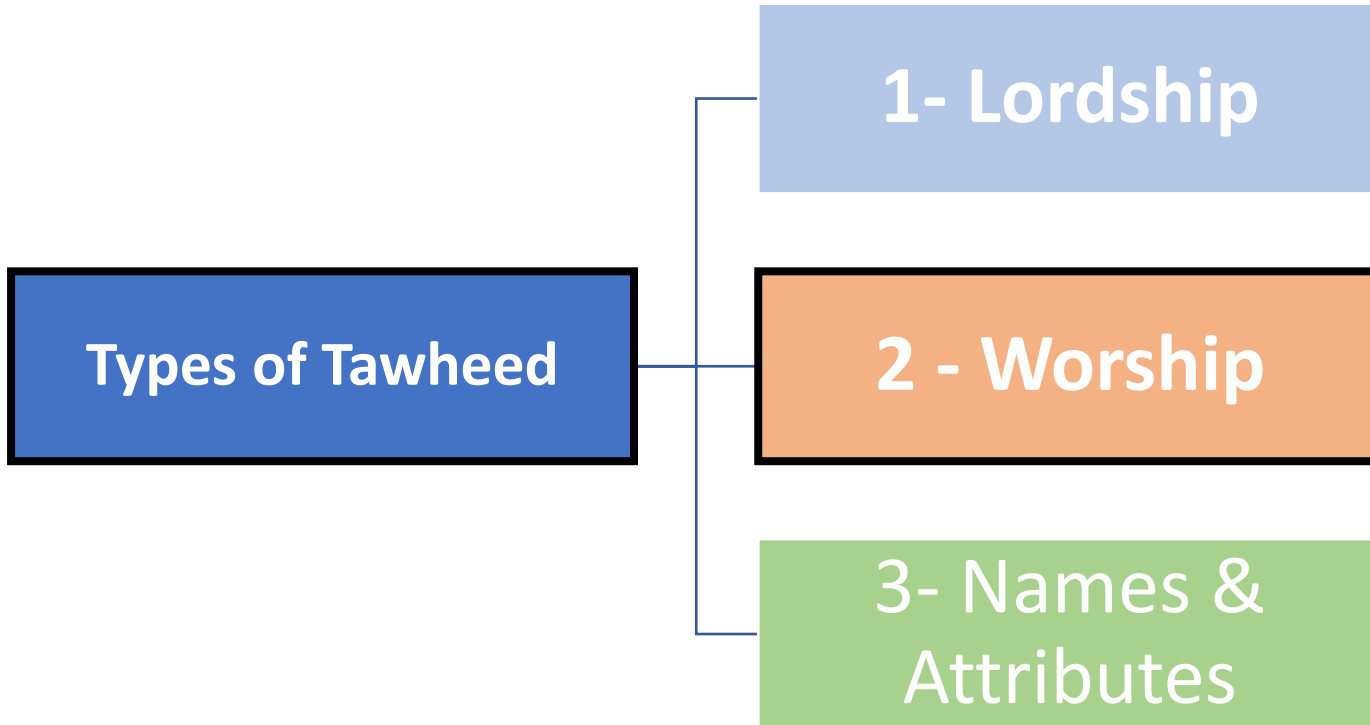 1- Lordship
Types of Tawheed
2 - Worship
3- Names &
Attributes